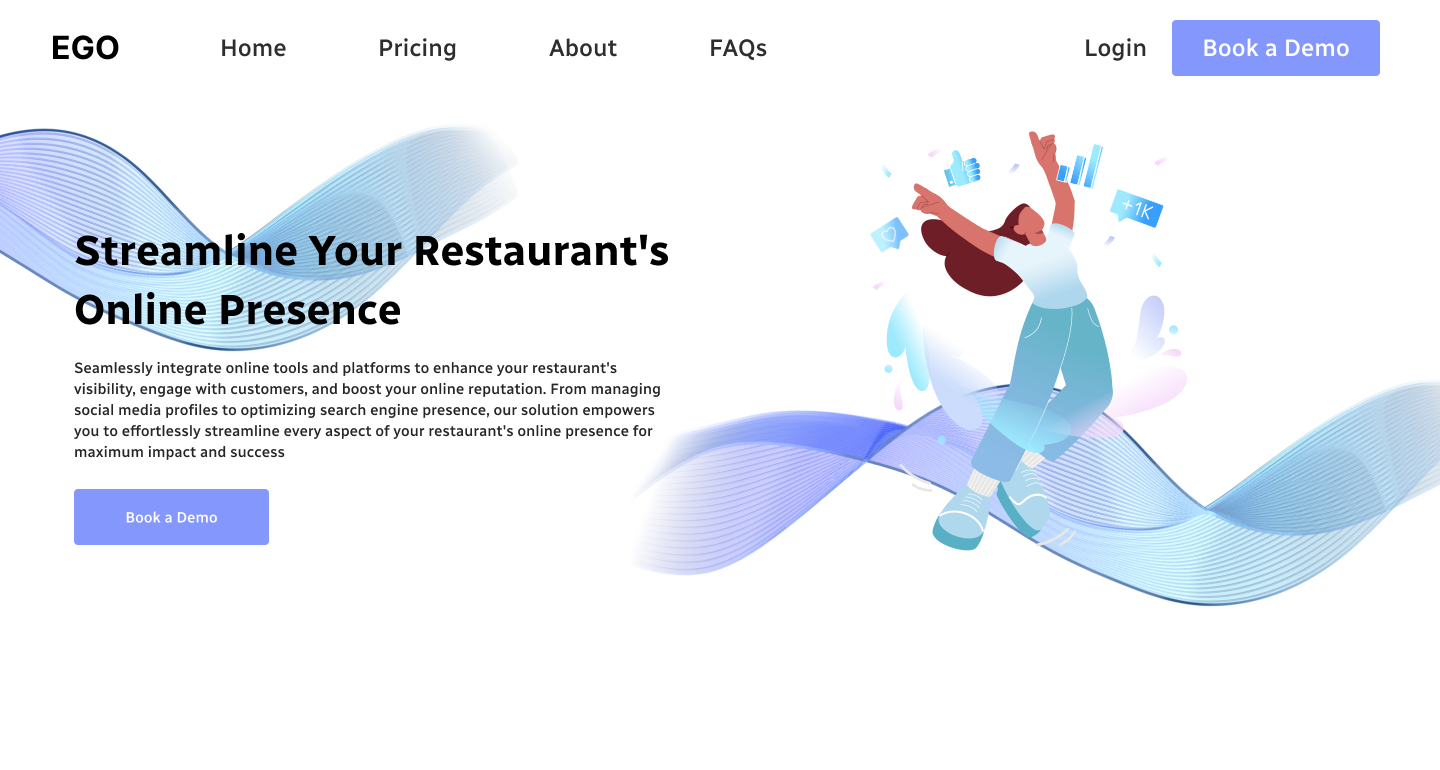 EGO Home Pricing About FAQs Login Book a Demo
+1K
Streamline Your Restaurant's
Online Presence
Seamlessly integrate online tools and platforms to enhance your restaurant's
visibility, engage with customers, and boost your online reputation. From managing
social media profiles to optimizing search engine presence, our solution empowers
you to effortlessly streamline every aspect of your restaurant's online presence for
maximum impact and success
Book a Demo